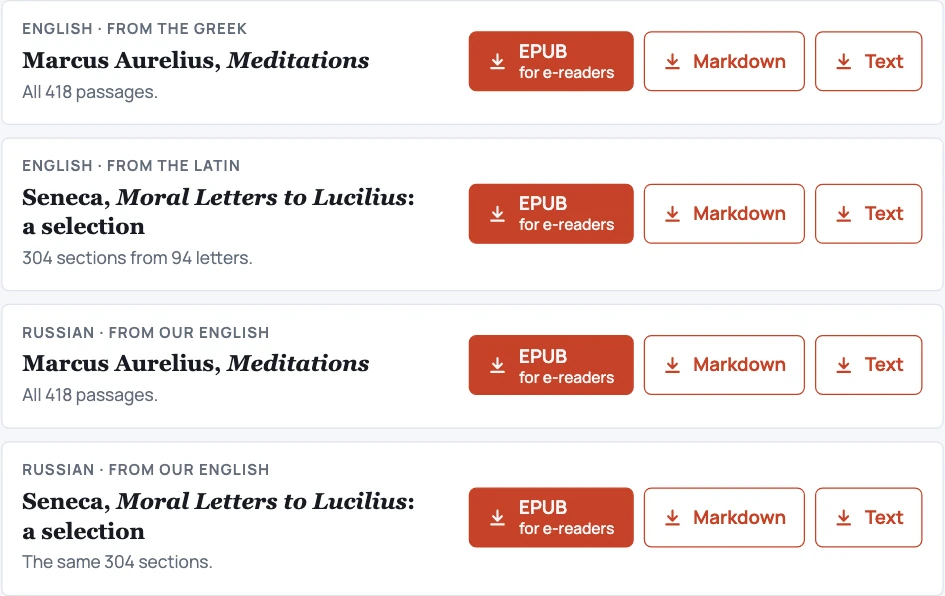 ENGLISH · FROM THE GREEK
Marcus Aurelius, Meditations
All 418 passages.
EPUB
for e-readers
Markdown
Text
ENGLISH · FROM THE LATIN
Seneca, Moral Letters to Lucilius:
a selection
304 sections from 94 letters.
EPUB
for e-readers
Markdown
Text
RUSSIAN · FROM OUR ENGLISH
Marcus Aurelius, Meditations
All 418 passages.
EPUB
for e-readers
Markdown
Text
RUSSIAN · FROM OUR ENGLISH
Seneca, Moral Letters to Lucilius:
a selection
The same 304 sections.
EPUB
for e-readers
Markdown
Text